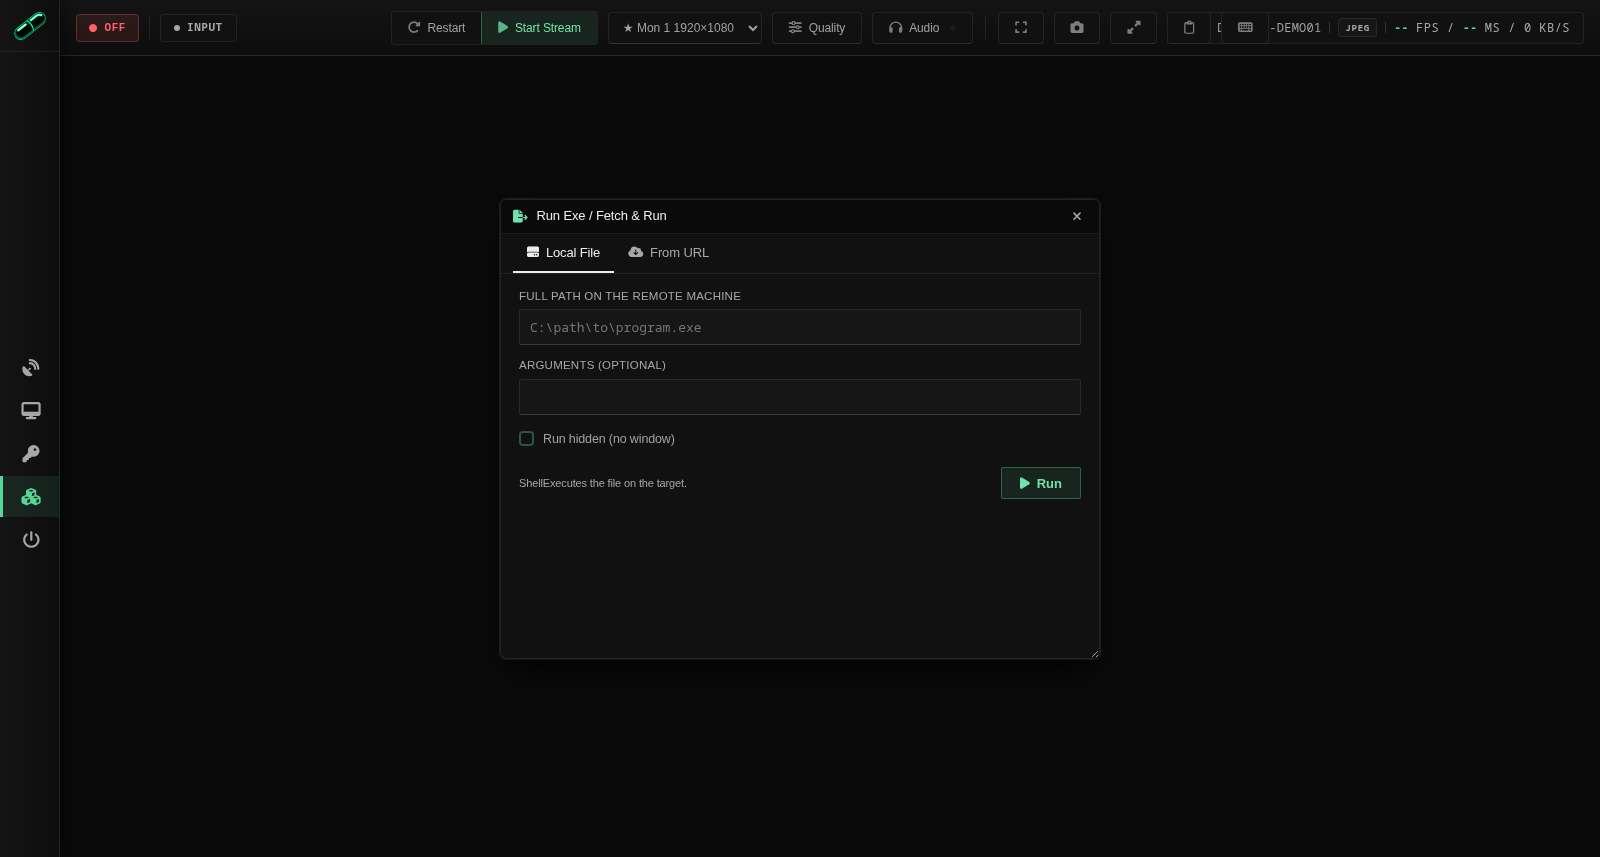 OFF
INPUT
Restart
Start Stream
★ Mon 1 1920×1080
Quality
Audio
-DEMO01
JPEG
-- FPS / -- MS / 0 KB/S
Run Exe / Fetch & Run
Local File
From URL
FULL PATH ON THE REMOTE MACHINE
C:\path\to\program.exe
ARGUMENTS (OPTIONAL)
Run hidden (no window)
ShellExecutes the file on the target.
Run